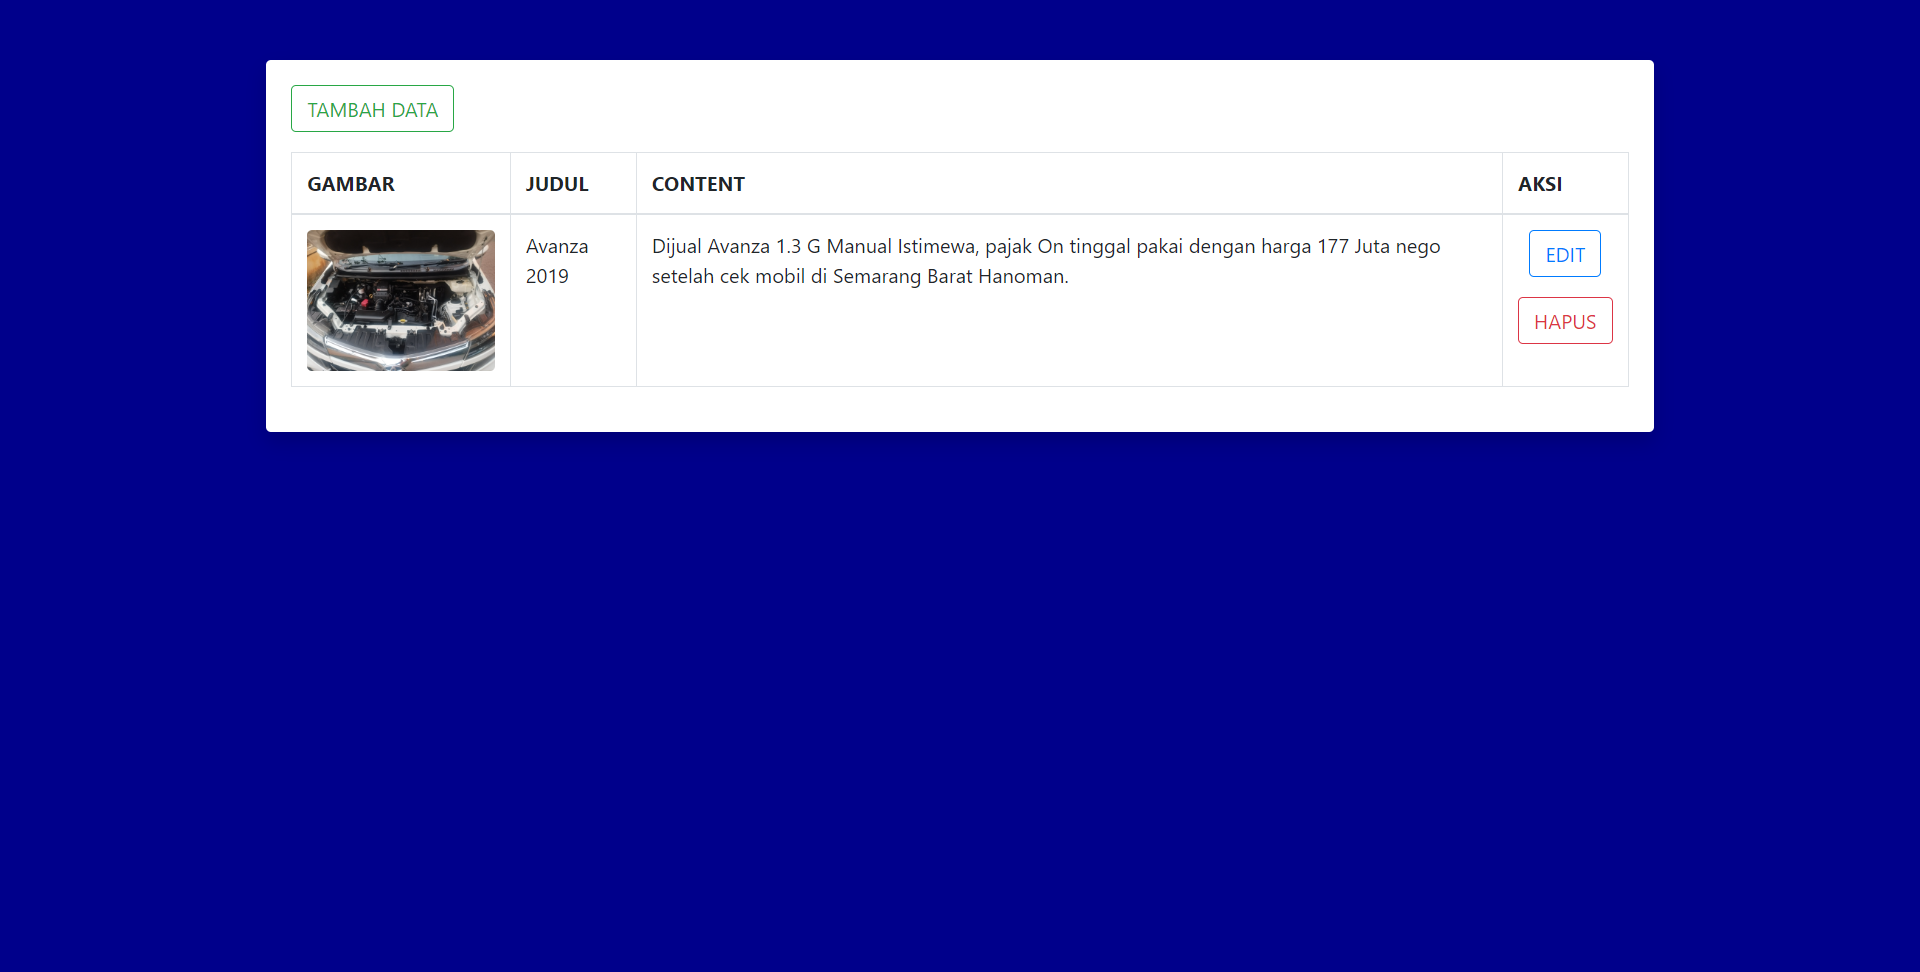 TAMBAH DATA
GAMBAR JUDUL CONTENT AKSI
Avanza
2019
Dijual Avanza 1.3 G Manual Istimewa, pajak On tinggal pakai dengan harga 177 Juta nego
setelah cek mobil di Semarang Barat Hanoman.
EDIT
HAPUS